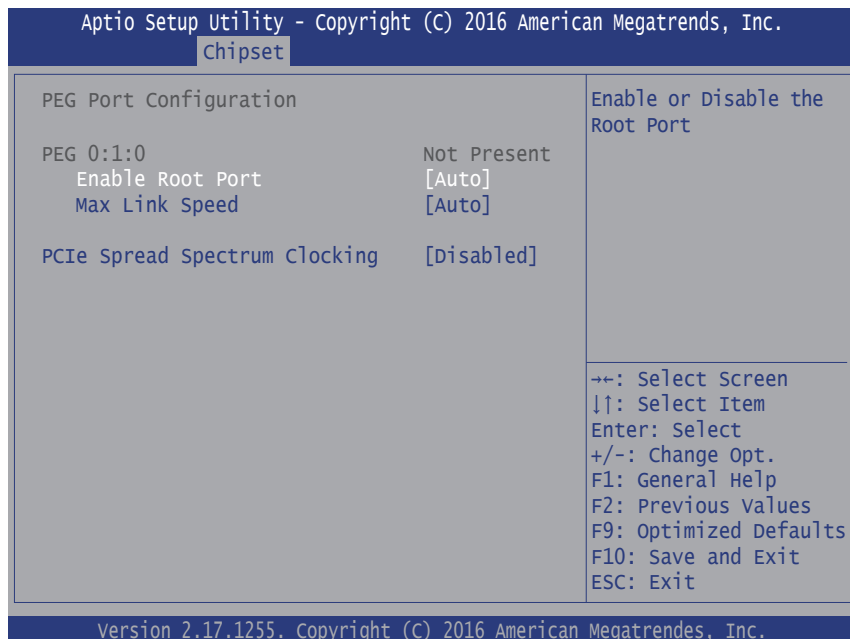 Aptio Setup Utility - Copyright (C) 2016 American Megatrends, Inc.
Chipset
PEG Port Configuration
PEG 0:1:0 Not Present
Enable Root Port [Auto]
Max Link Speed [Auto]
PCIe Spread Spectrum Clocking [Disabled]
Enable or Disable the
Root Port
→←: Select Screen
↓↑: Select Item
Enter: Select
+/-: Change Opt.
F1: General Help
F2: Previous Values
F9: Optimized Defaults
F10: Save and Exit
ESC: Exit
Version 2.17.1255. Copyright (C) 2016 American Megatrendes, Inc.